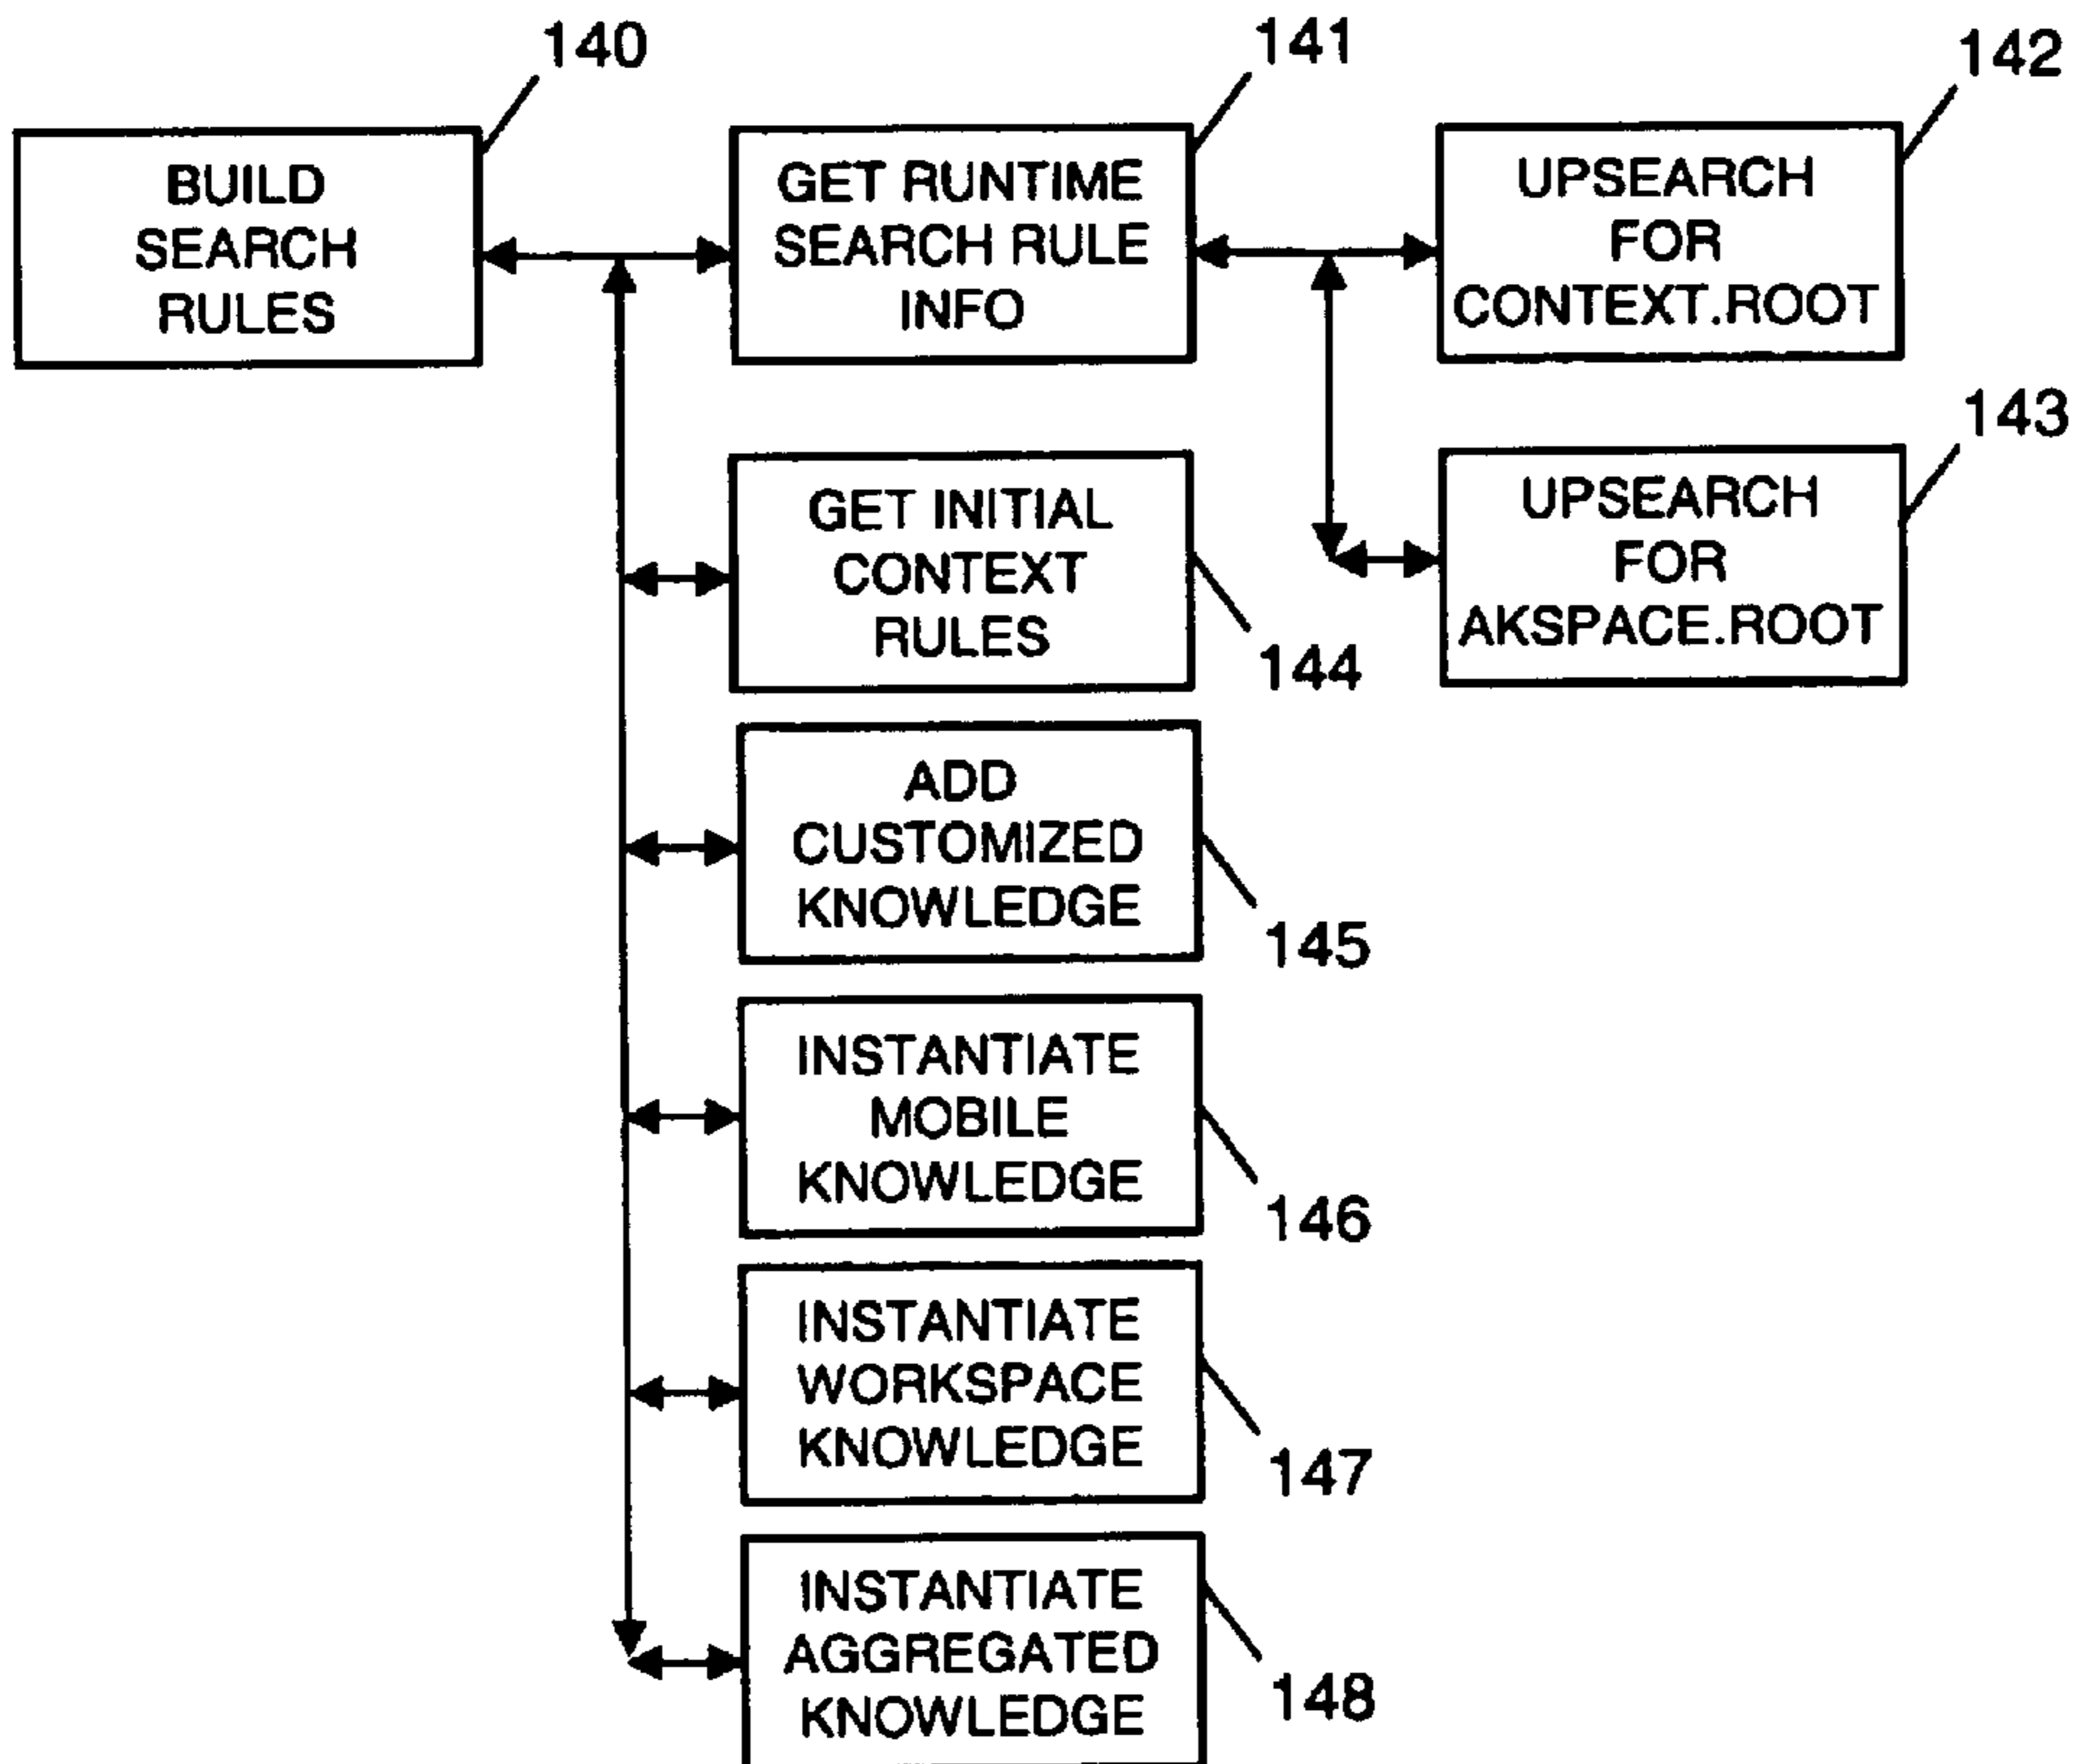 140
BUILD
SEARCH
RULES
141
GET RUNTIME
SEARCH RULE
INFO
142
UPSEARCH
FOR
CONTEXT.ROOT
143
UPSEARCH
FOR
AKSPACE.ROOT
GET INITIAL
CONTEXT
RULES
144
ADD
CUSTOMIZED
KNOWLEDGE
145
INSTANTIATE
MOBILE
KNOWLEDGE
146
INSTANTIATE
WORKSPACE
KNOWLEDGE
147
INSTANTIATE
AGGREGATED
KNOWLEDGE
148